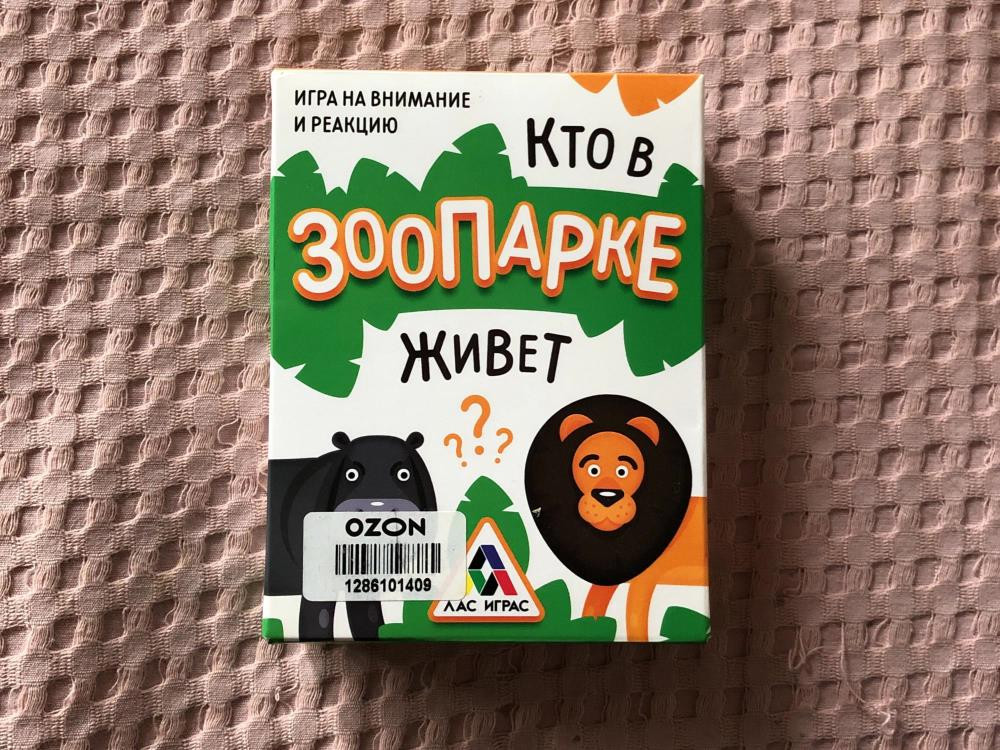 ИГРА НА ВНИМАНИЕ
И РЕАКЦИЮ
КТО В
ЗООПАРКЕ
ЖИВЕТ
? ? ?
OZON
1286101409
ЛАС ИГРАС